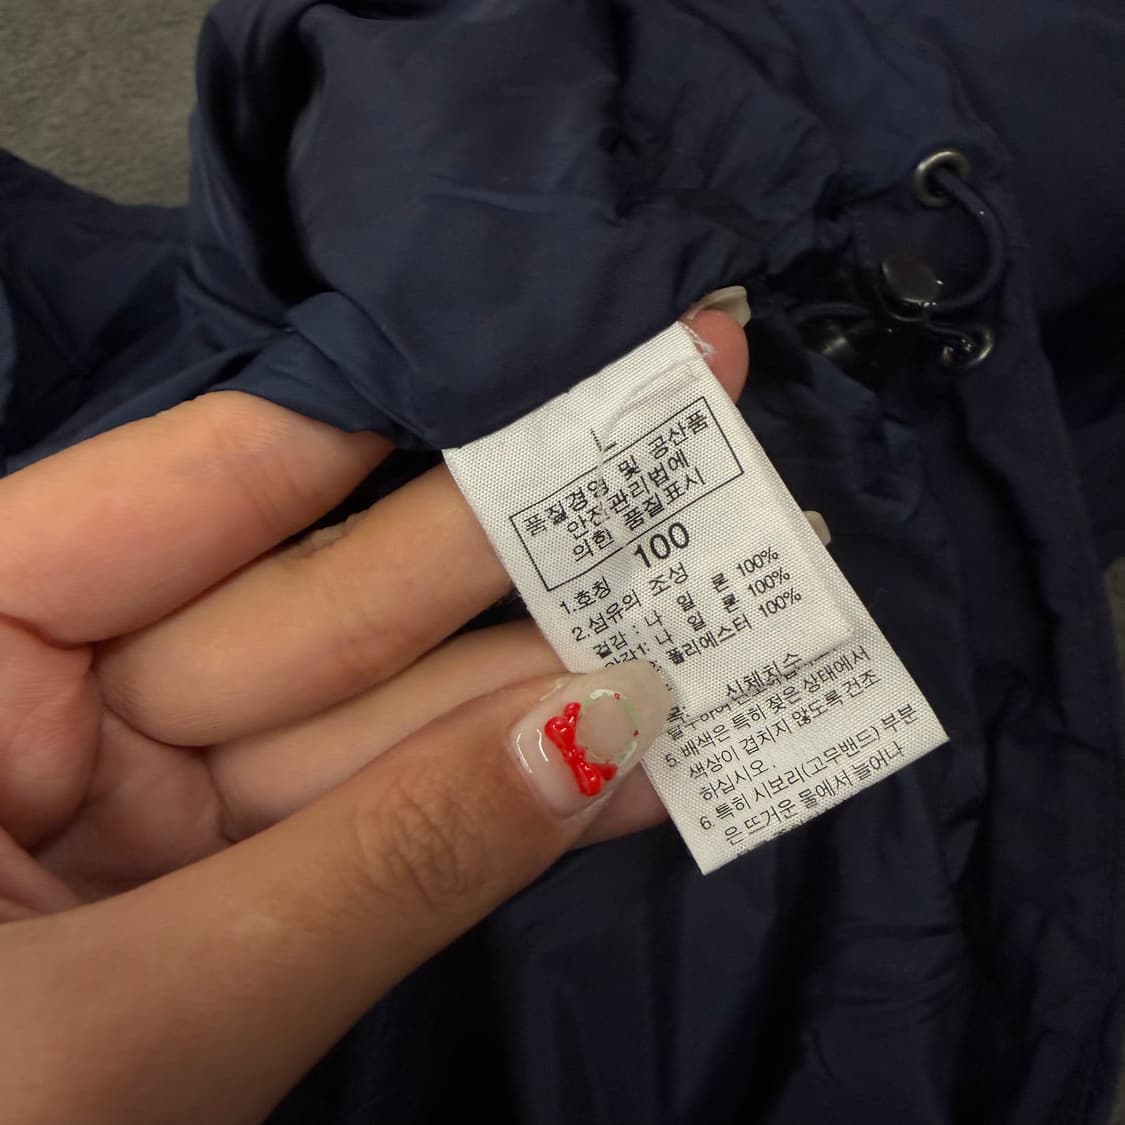 품질경영 및 공산품
안전관리법에
의한 품질표시
1.호칭 100
2.섬유의 조성
겉감 : 나 일 론 100%
안감1: 나 일 론 100%
폴리에스터 100%
신체치수
5. 배색은 특히 젖은 상태에서
색상이 겹치지 않도록 건조
하십시오.
6. 특히 시보리(고무밴드) 부분
은 뜨거운 물에서 늘어나